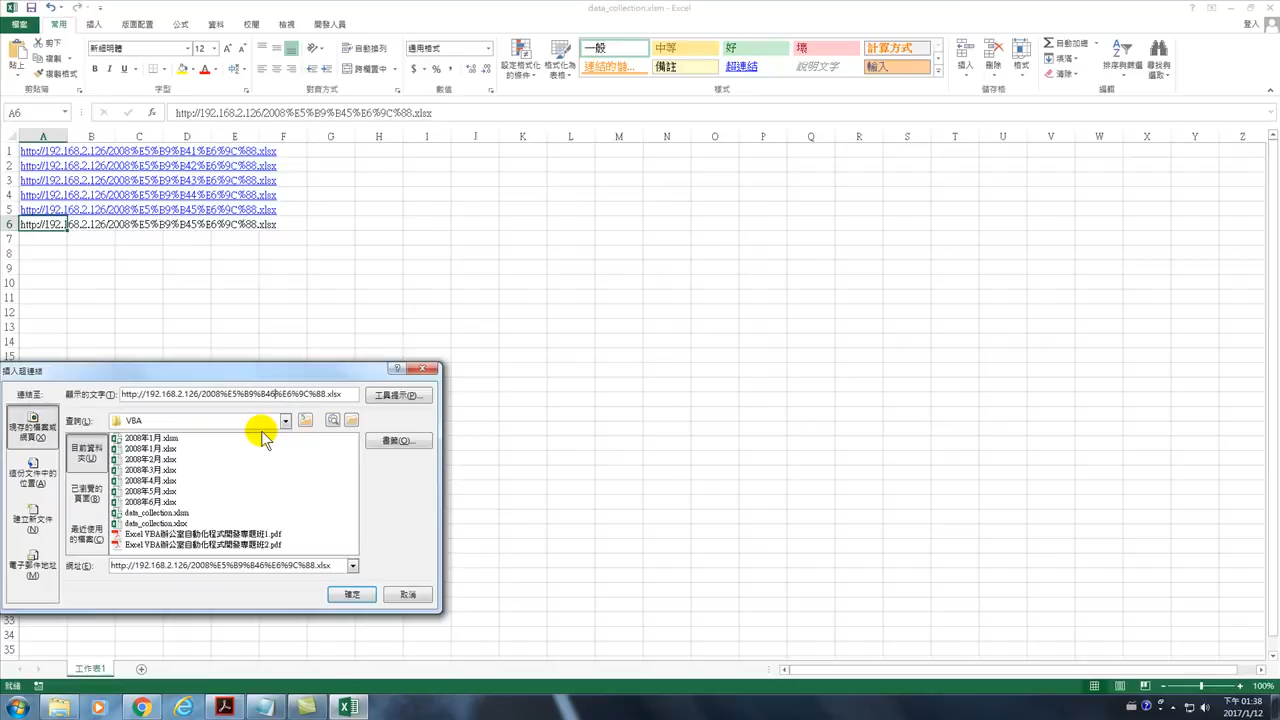 data_collection.xlsm - Excel
檔案 常用 插入 版面配置 公式 資料 校閱 檢視 開發人員 登入
剪下 新細明體 12 自動換列 通用格式 一般 中等 好 壞 計算方式 自動加總
貼上 複製 設定格式化的條件 格式化為表格 插入 刪除 格式 填滿 排序與篩選 尋找與選取
複製格式 B I U 跨欄置中 $ % 連結的儲... 備註 超連結 說明文字 輸入 清除
剪貼簿 字型 對齊方式 數值 樣式 儲存格 編輯
A6 fx http://192.168.2.126/2008%E5%B9%B45%E6%9C%88.xlsx
A B C D E F G H I J K L M N O P Q R S T U V W X Y Z
1 http://192.168.2.126/2008%E5%B9%B41%E6%9C%88.xlsx
2 http://192.168.2.126/2008%E5%B9%B42%E6%9C%88.xlsx
3 http://192.168.2.126/2008%E5%B9%B43%E6%9C%88.xlsx
4 http://192.168.2.126/2008%E5%B9%B44%E6%9C%88.xlsx
5 http://192.168.2.126/2008%E5%B9%B45%E6%9C%88.xlsx
6 http://192.168.2.126/2008%E5%B9%B45%E6%9C%88.xlsx
7
8
9
10
11
12
13
14
15
插入超連結
連結至: 顯示的文字(T): http://192.168.2.126/2008%E5%B9%B46%E6%9C%88.xlsx 工具提示(P)...
現存的檔案或網頁(X) 查詢(L): VBA
書籤(O)...
目前資料夾(U)
已瀏覽的頁面(B)
最近使用的檔案(C)
這份文件中的位置(A)
建立新文件(N)
電子郵件地址(M)
2008年1月.xlsm
2008年1月.xlsx
2008年2月.xlsx
2008年3月.xlsx
2008年4月.xlsx
2008年5月.xlsx
2008年6月.xlsx
data_collection.xlsm
data_collection.xlsx
Excel VBA辦公室自動化程式開發專題班1.pdf
Excel VBA辦公室自動化程式開發專題班2.pdf
網址(E): http://192.168.2.126/2008%E5%B9%B46%E6%9C%88.xlsx
確定 取消
33
34
35
工作表1
就緒 100%
下午 01:38
2017/1/12